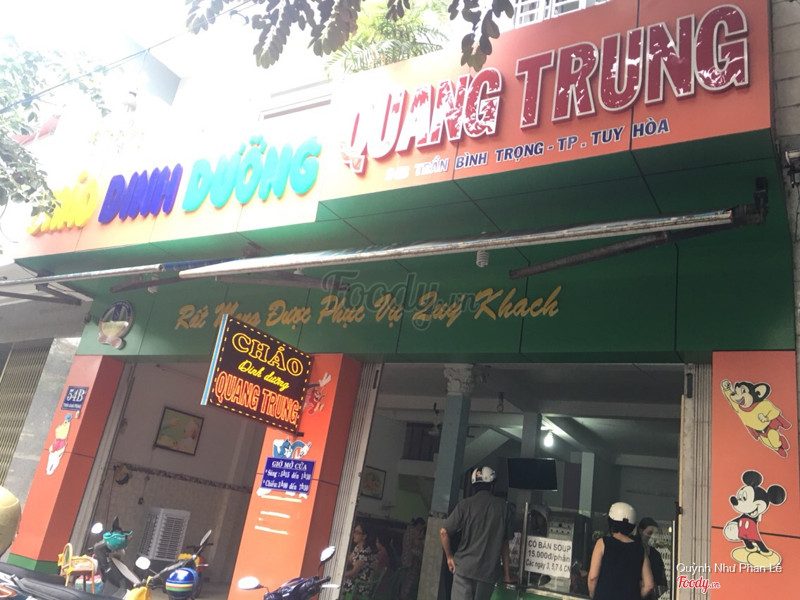 CHÁO DINH DƯỠNG QUANG TRUNG
54B TRẦN BÌNH TRỌNG - TP. TUY HÒA
Foody.vn
Rất Mong Được Phục Vụ Quý Khách
CHÁO
Dinh dưỡng
QUANG TRUNG
54B
GIỜ MỞ CỬA
CÓ BÁN SOUP
15.000đ/phần
Quỳnh Như Phan Lê
Foody.vn